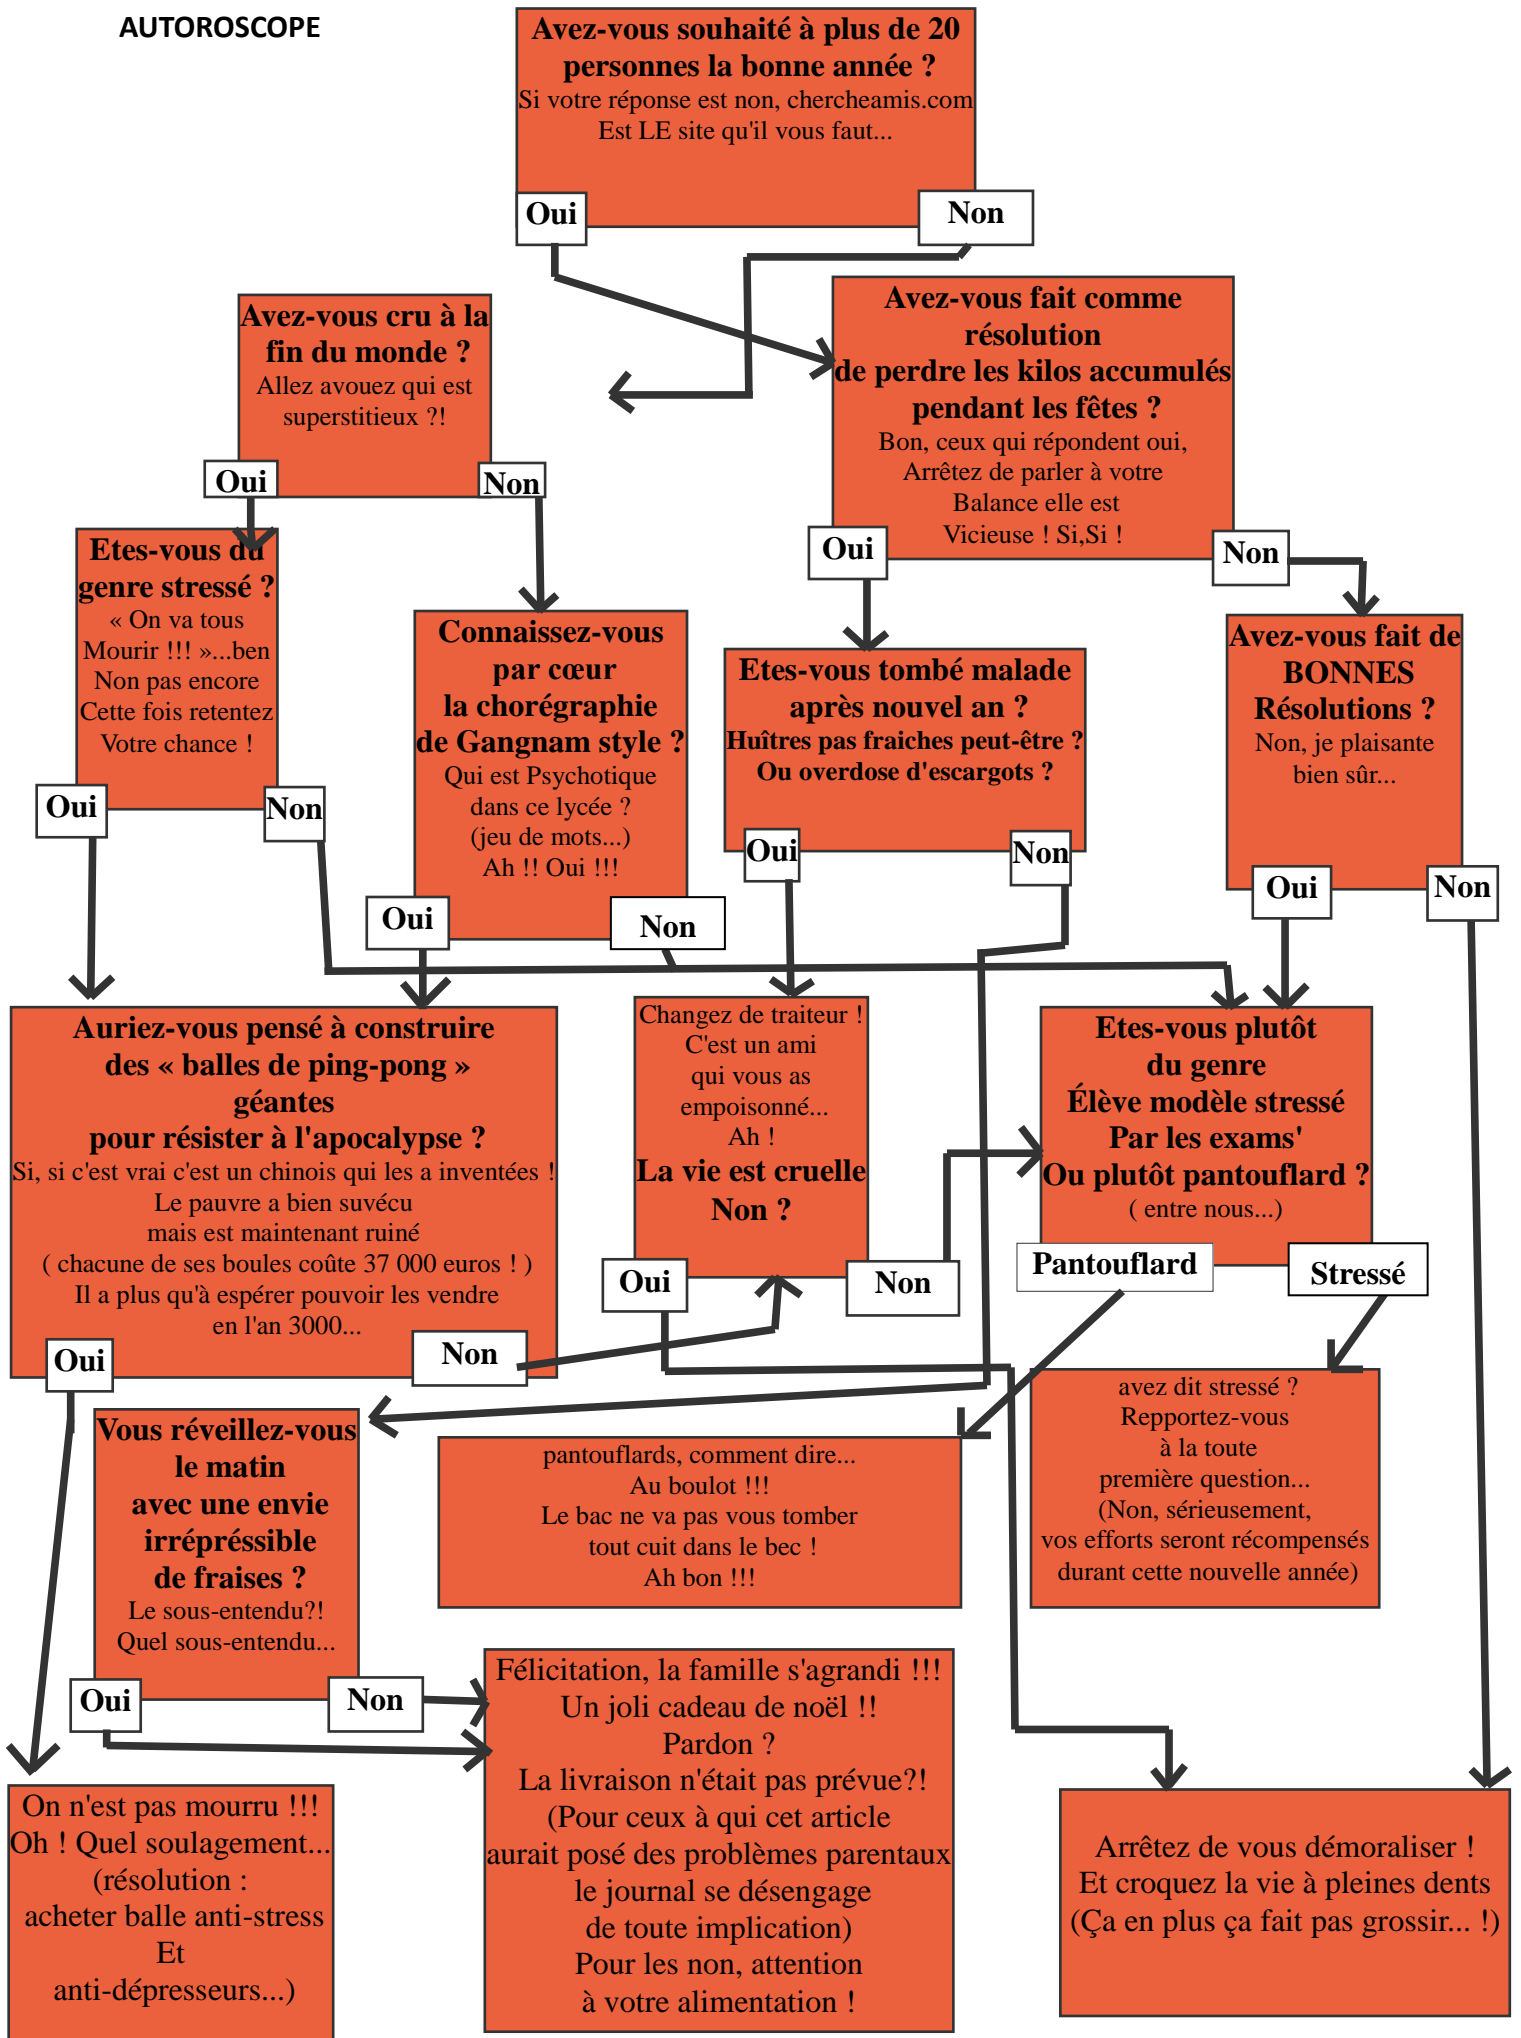 AUTOROSCOPE
Avez-vous souhaité à plus de 20
personnes la bonne année ?
Si votre réponse est non, chercheamis.com
Est LE site qu'il vous faut...
Oui
Non
Avez-vous cru à la
fin du monde ?
Allez avouez qui est
superstitieux ?!
Oui
Non
Avez-vous fait comme
résolution
de perdre les kilos accumulés
pendant les fêtes ?
Bon, ceux qui répondent oui,
Arrêtez de parler à votre
Balance elle est
Vicieuse ! Si,Si !
Oui
Non
Etes-vous du
genre stressé ?
« On va tous
Mourir !!! »...ben
Non pas encore
Cette fois retentez
Votre chance !
Oui
Non
Connaissez-vous
par cœur
la chorégraphie
de Gangnam style ?
Qui est Psychotique
dans ce lycée ?
(jeu de mots...)
Ah !! Oui !!!
Oui
Non
Etes-vous tombé malade
après nouvel an ?
Huîtres pas fraiches peut-être ?
Ou overdose d'escargots ?
Oui
Non
Avez-vous fait de
BONNES
Résolutions ?
Non, je plaisante
bien sûr...
Oui
Non
Auriez-vous pensé à construire
des « balles de ping-pong »
géantes
pour résister à l'apocalypse ?
Si, si c'est vrai c'est un chinois qui les a inventées !
Le pauvre a bien suvécu
mais est maintenant ruiné
( chacune de ses boules coûte 37 000 euros ! )
Il a plus qu'à espérer pouvoir les vendre
en l'an 3000...
Oui
Non
Changez de traiteur !
C'est un ami
qui vous as
empoisonné...
Ah !
La vie est cruelle
Non ?
Oui
Non
Etes-vous plutôt
du genre
Élève modèle stressé
Par les exams'
Ou plutôt pantouflard ?
( entre nous...)
Pantouflard
Stressé
Vous réveillez-vous
le matin
avec une envie
irrépréssible
de fraises ?
Le sous-entendu?!
Quel sous-entendu...
Oui
Non
pantouflards, comment dire...
Au boulot !!!
Le bac ne va pas vous tomber
tout cuit dans le bec !
Ah bon !!!
avez dit stressé ?
Repportez-vous
à la toute
première question...
(Non, sérieusement,
vos efforts seront récompensés
durant cette nouvelle année)
On n'est pas mourru !!!
Oh ! Quel soulagement...
(résolution :
acheter balle anti-stress
Et
anti-dépresseurs...)
Félicitation, la famille s'agrandi !!!
Un joli cadeau de noël !!
Pardon ?
La livraison n'était pas prévue?!
(Pour ceux à qui cet article
aurait posé des problèmes parentaux
le journal se désengage
de toute implication)
Pour les non, attention
à votre alimentation !
Arrêtez de vous démoraliser !
Et croquez la vie à pleines dents
(Ça en plus ça fait pas grossir... !)